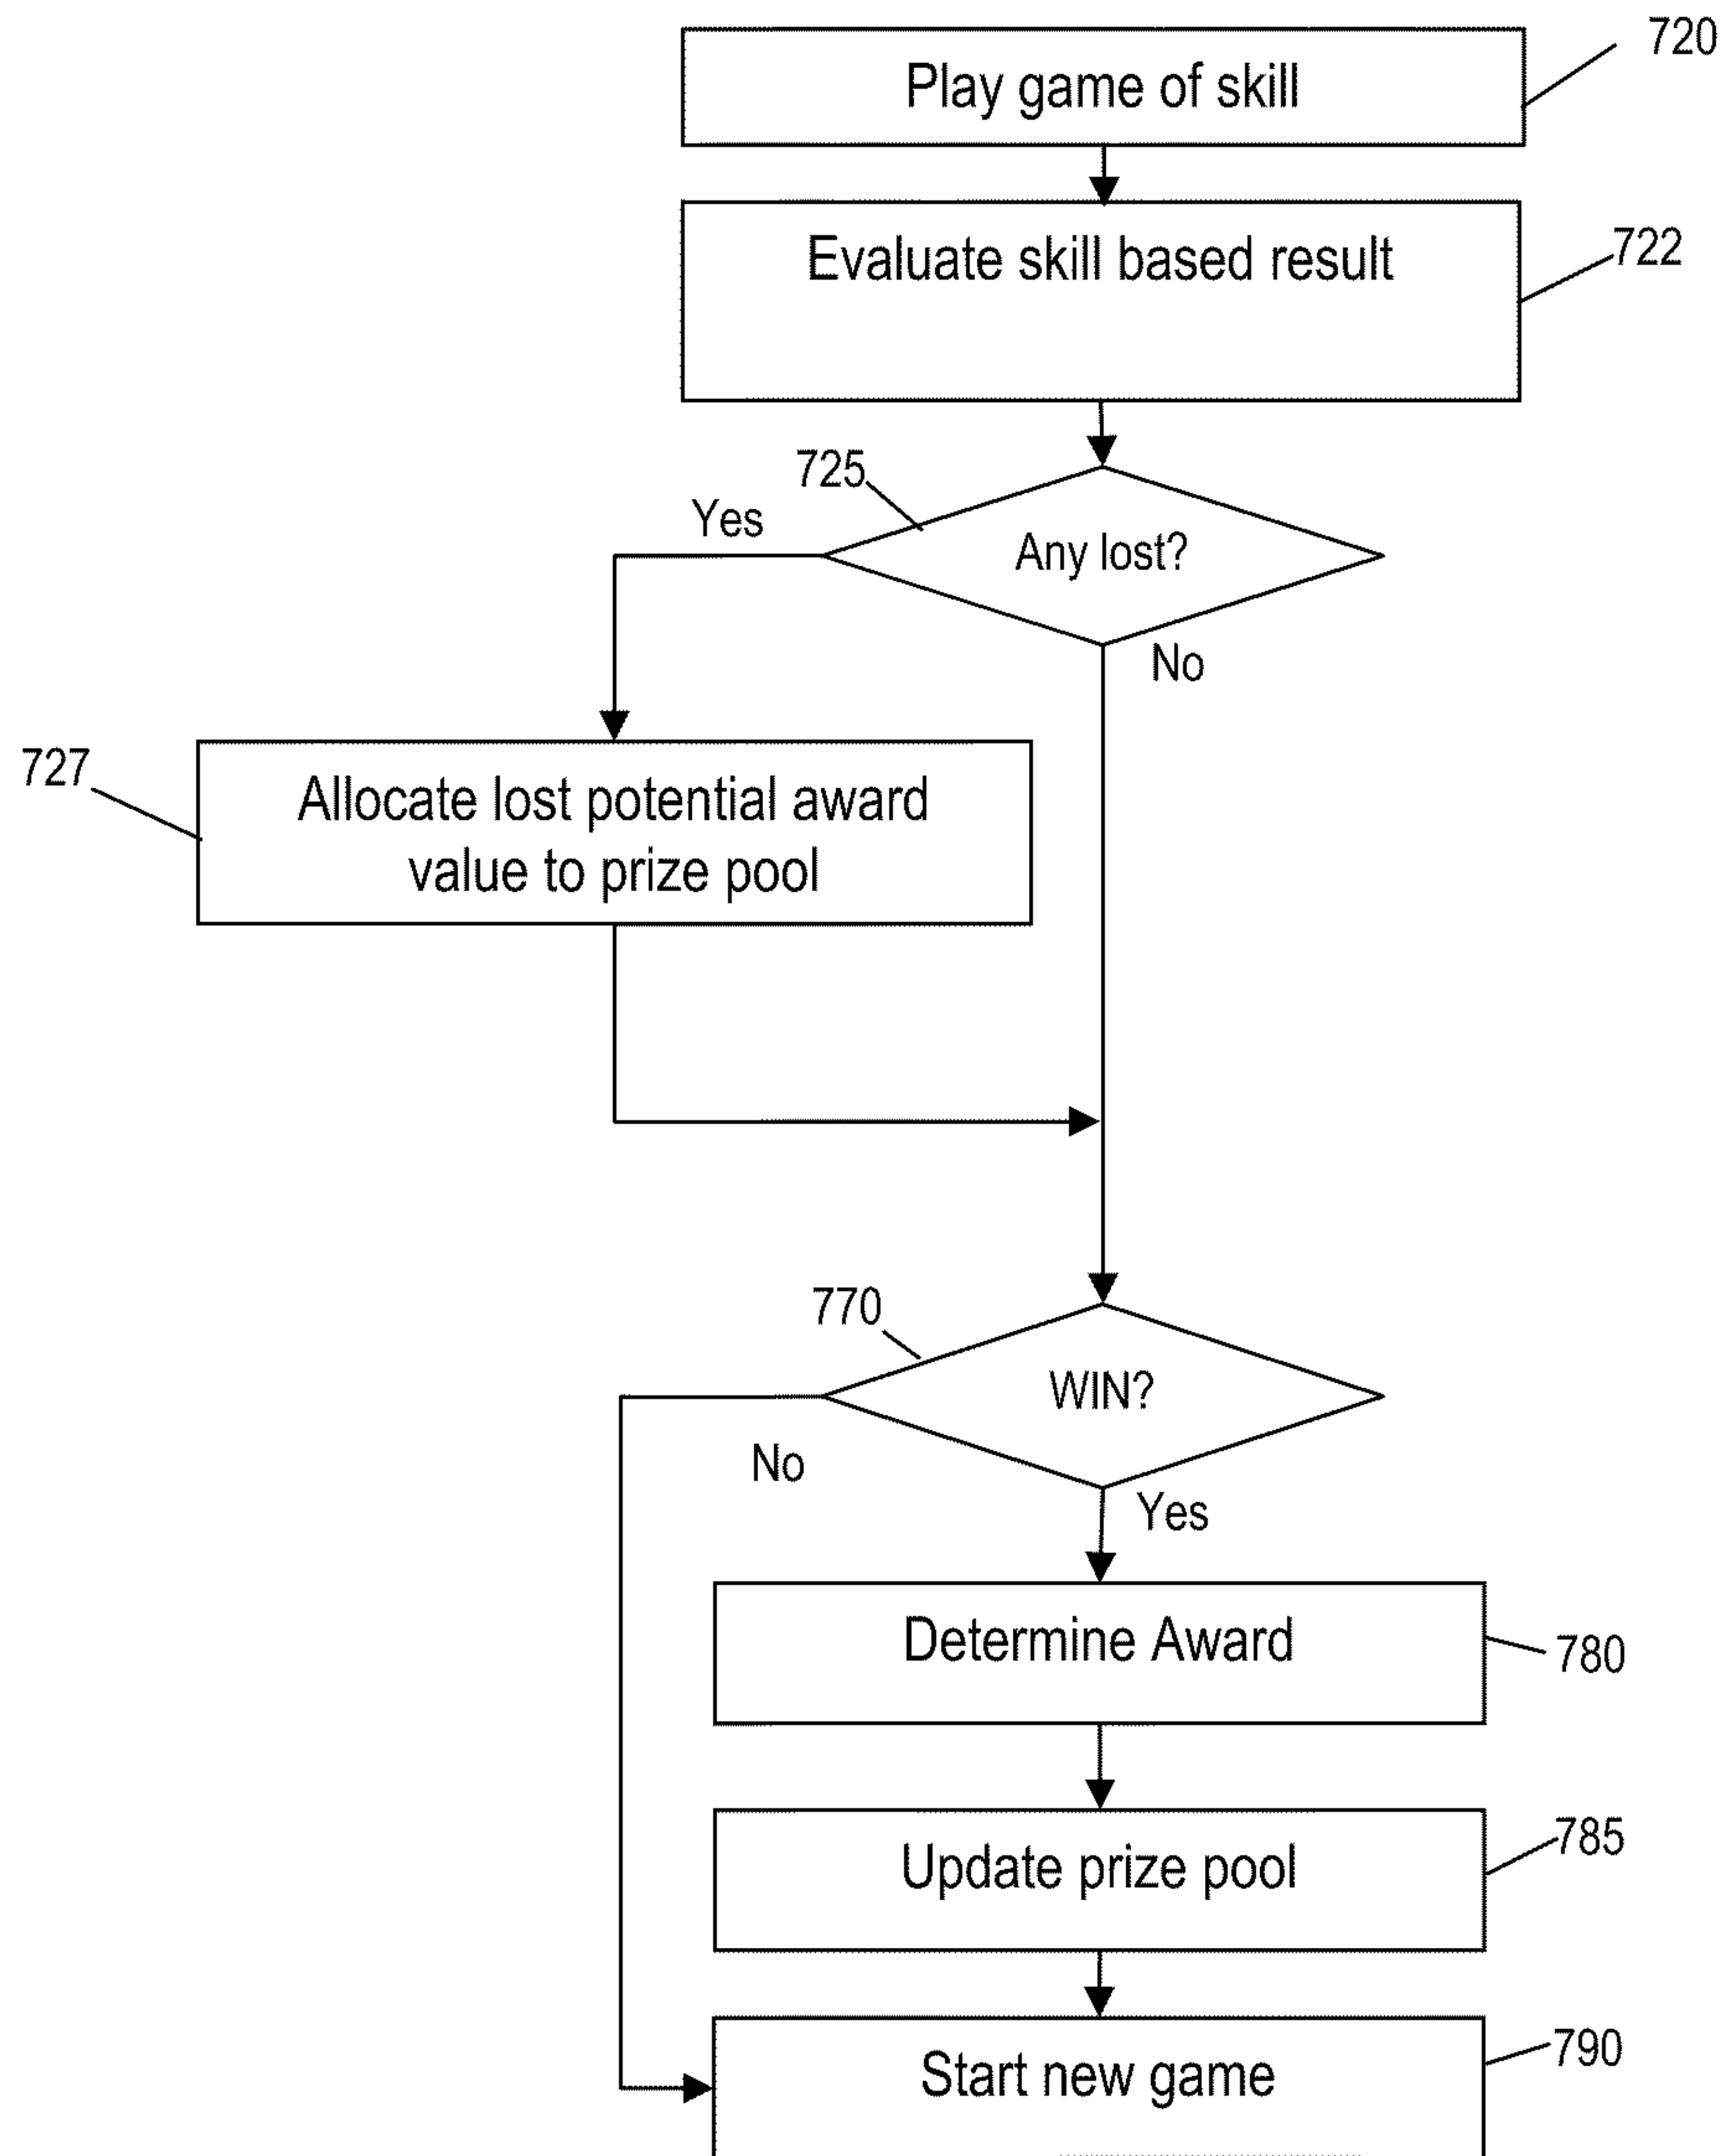 720
Play game of skill
Evaluate skill based result
722
725
Yes
Any lost?
No
727
Allocate lost potential award
value to prize pool
770
WIN?
No
Yes
Determine Award
780
Update prize pool
785
Start new game
790